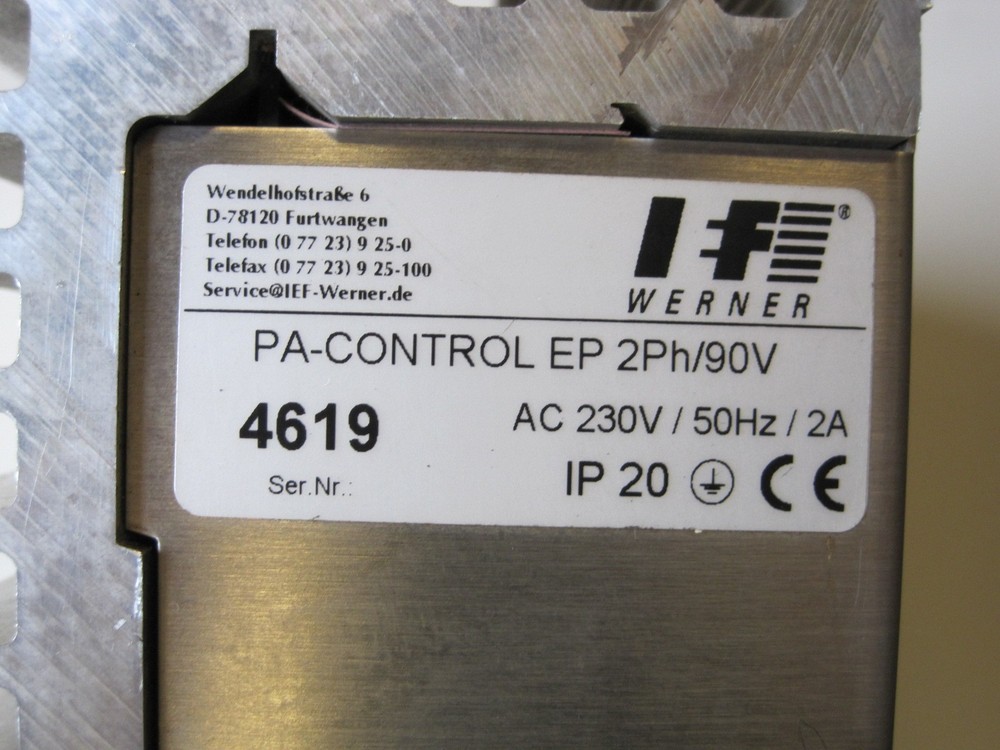 Wendelhofstraße 6
D-78120 Furtwangen
Telefon (0 77 23) 9 25-0
Telefax (0 77 23) 9 25-100
Service@IEF-Werner.de
IEF®
WERNER
PA-CONTROL EP 2Ph/90V
4619
AC 230V / 50Hz / 2A
Ser.Nr.:
IP 20 CE